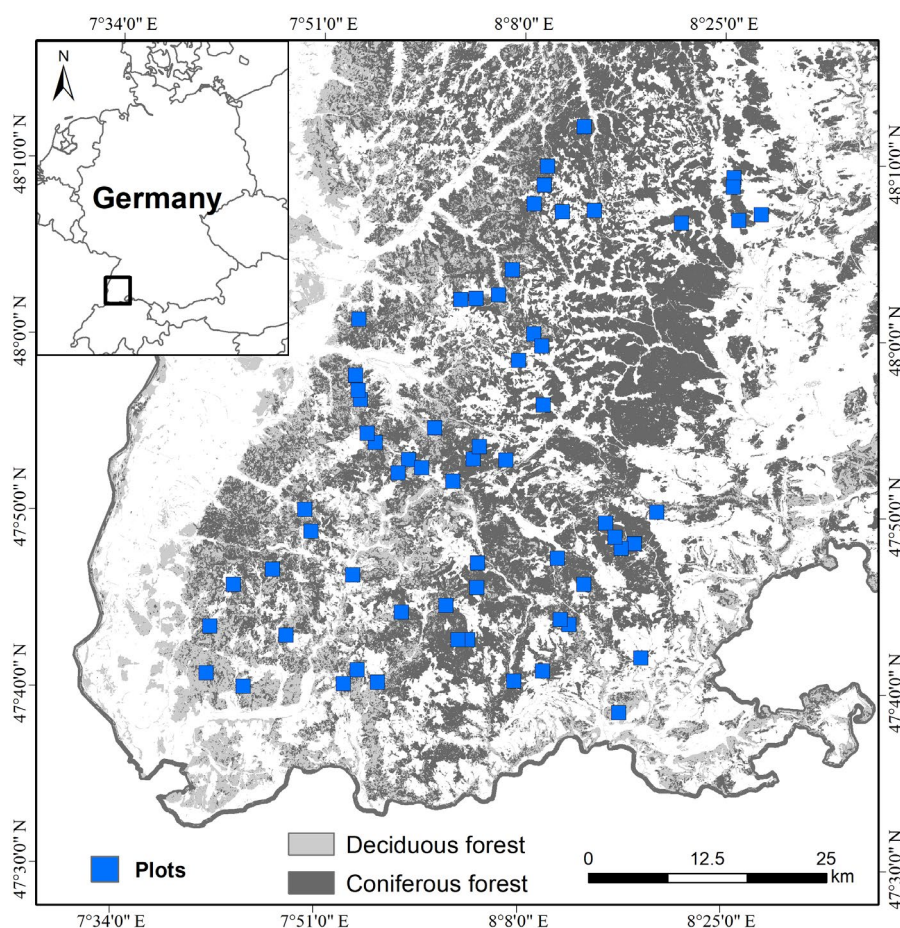 7°34'0" E 7°51'0" E 8°8'0" E 8°25'0" E
N
Germany
48°10'0" N
48°10'0" N
48°0'0" N
48°0'0" N
47°50'0" N
47°50'0" N
47°40'0" N
47°40'0" N
47°30'0" N
47°30'0" N
Plots
Deciduous forest
Coniferous forest
0 12.5 25
km
7°34'0" E 7°51'0" E 8°8'0" E 8°25'0" E